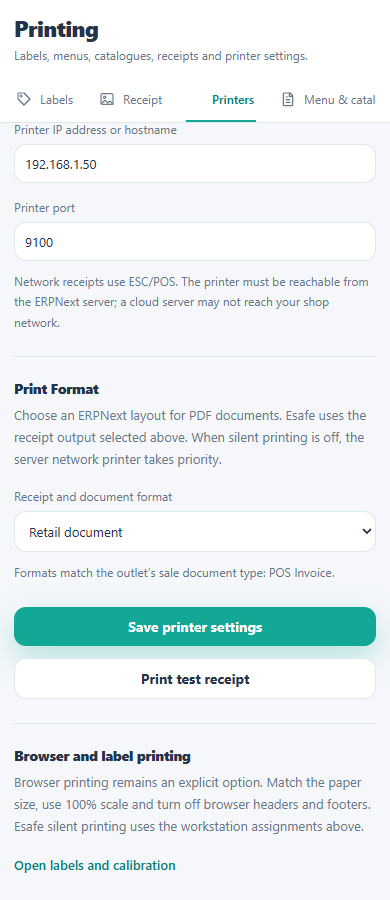 Printing
Labels, menus, catalogues, receipts and printer settings.
Labels
Receipt
Printers
Menu & catal
Printer IP address or hostname
192.168.1.50
Printer port
9100
Network receipts use ESC/POS. The printer must be reachable from
the ERPNext server; a cloud server may not reach your shop
network.
Print Format
Choose an ERPNext layout for PDF documents. Esafe uses the
receipt output selected above. When silent printing is off, the
server network printer takes priority.
Receipt and document format
Retail document
Formats match the outlet's sale document type: POS Invoice.
Save printer settings
Print test receipt
Browser and label printing
Browser printing remains an explicit option. Match the paper
size, use 100% scale and turn off browser headers and footers.
Esafe silent printing uses the workstation assignments above.
Open labels and calibration